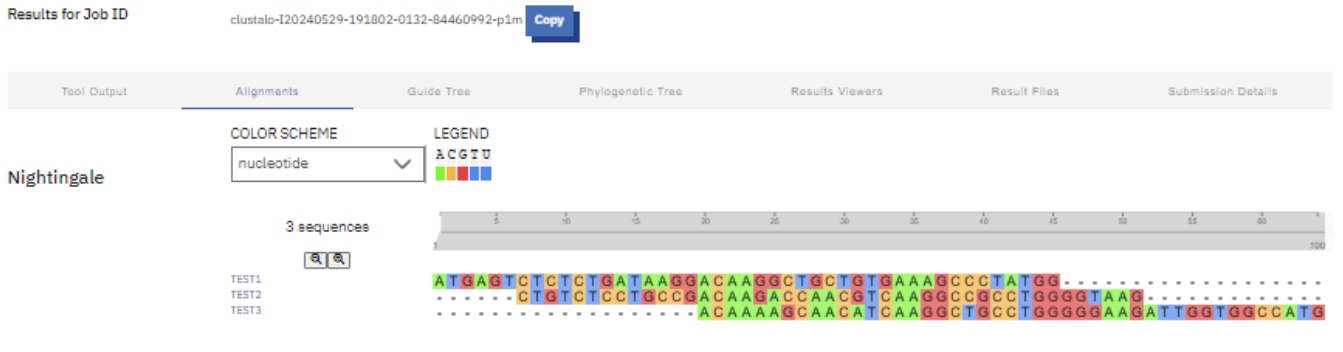 Results for Job ID clustalo-I20240529-191802-0132-84460992-p1m Copy
Tool Output Alignments Guide Tree Phylogenetic Tree Results Viewers Result Files Submission Details
COLOR SCHEME LEGEND
nucleotide A C G T U
Nightingale
3 sequences 5 10 15 20 25 30 35 40 45 50 55 60
1 100
TEST1 ATGAGTCTCTCTGATAAGGACAAGGCTGCTGTGAAAGCCCTATGG-------------------
TEST2 ------CTGTCTCCTGCCGACAAGACCAACGTCAAGGCCGCCTGGGGTAAG-------------
TEST3 -------------------ACAAAAGCAACATCAAGGCTGCCTGGGGGAAGATTGGTGGCCATG